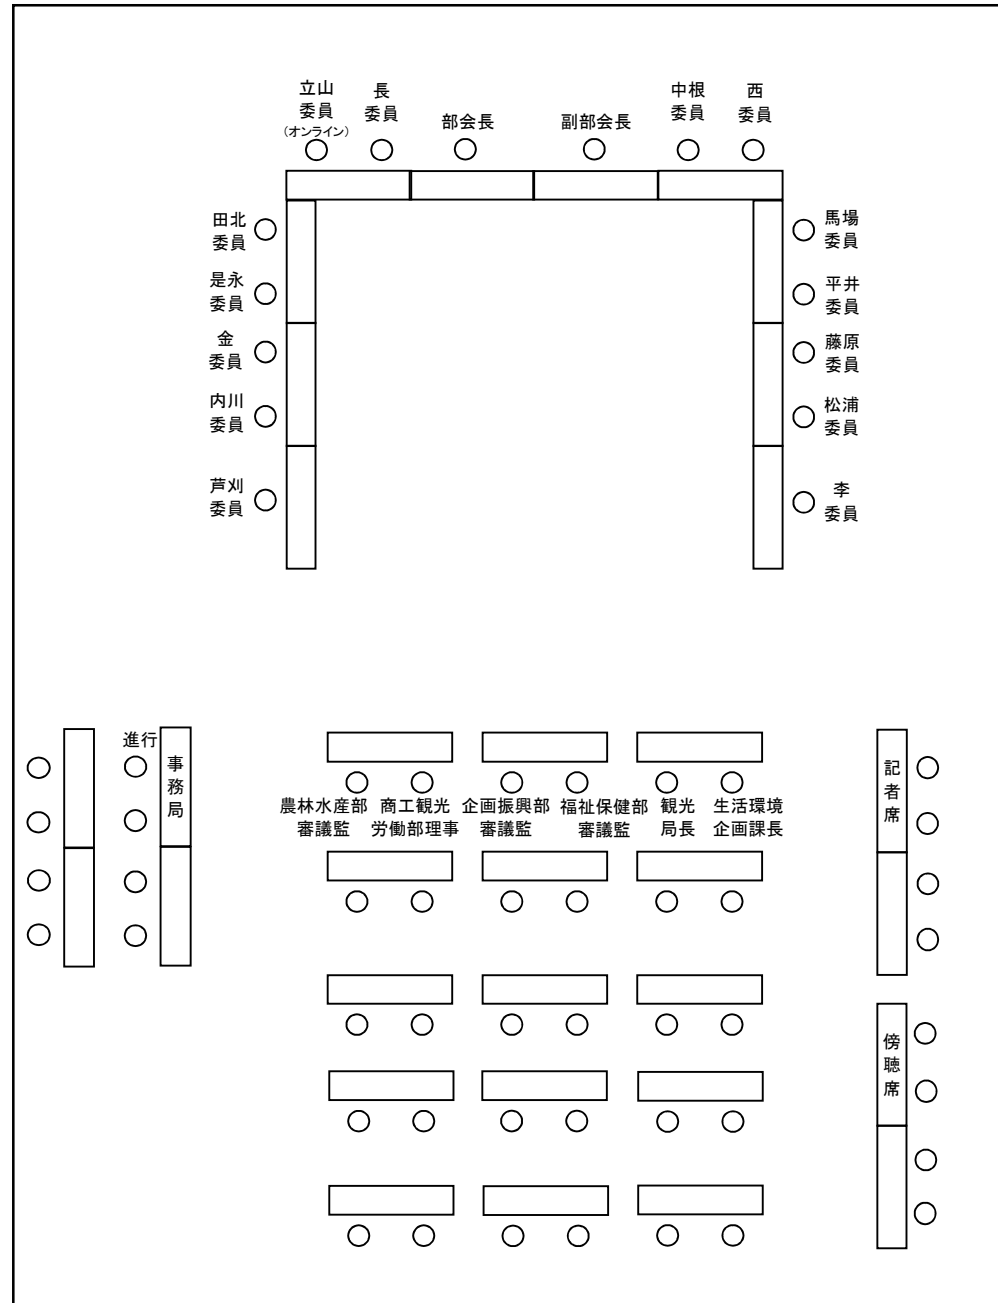 立山
委員
(オンライン)
長
委員
部会長
副部会長
中根
委員
西
委員
田北
委員
是永
委員
金
委員
内川
委員
芦刈
委員
馬場
委員
平井
委員
藤原
委員
松浦
委員
李
委員
進行
事務局
農林水産部
審議監
商工観光
労働部理事
企画振興部
審議監
福祉保健部
審議監
観光
局長
生活環境
企画課長
記者席
傍聴席